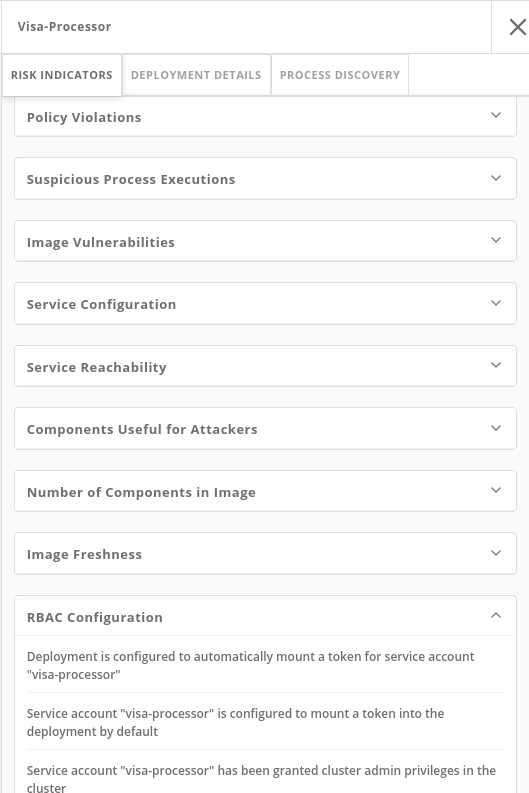 Visa-Processor
RISK INDICATORS
DEPLOYMENT DETAILS
PROCESS DISCOVERY
Policy Violations
Suspicious Process Executions
Image Vulnerabilities
Service Configuration
Service Reachability
Components Useful for Attackers
Number of Components in Image
Image Freshness
RBAC Configuration
Deployment is configured to automatically mount a token for service account
"visa-processor"
Service account "visa-processor" is configured to mount a token into the
deployment by default
Service account "visa-processor" has been granted cluster admin privileges in the
cluster